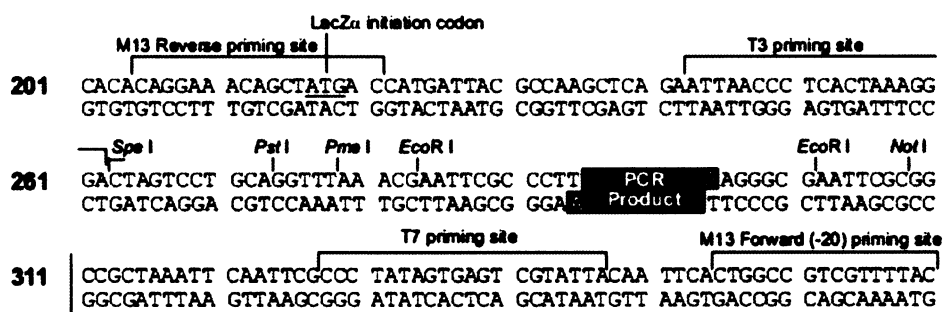 LacZα initiation codon
M13 Reverse priming site
T3 priming site
201 CACACAGGAA ACAGCTATGA CCATGATTAC GCCAAGCTCA GAATTAACCC TCACTAAAGG
GTGTGTCCTT TGTCGATACT GGTACTAATG CGGTTCGAGT CTTAATTGGG AGTGATTTCC
Spe I Pst I Pme I EcoR I EcoR I Not I
261 GACTAGTCCT GCAGGTTTAA ACGAATTCGC CCTT PCR AGGGC GAATTCGCGG
CTGATCAGGA CGTCCAAATT TGCTTAAGCG GGA Product TTCCCG CTTAAGCGCC
T7 priming site M13 Forward (-20) priming site
311 CCGCTAAATT CAATTCGCCC TATAGTGAGT CGTATTACAA TTCACTGGCC GTCGTTTTAC
GGCGATTTAA GTTAAGCGGG ATATCACTCA GCATAATGTT AAGTGACCGG CAGCAAAATG